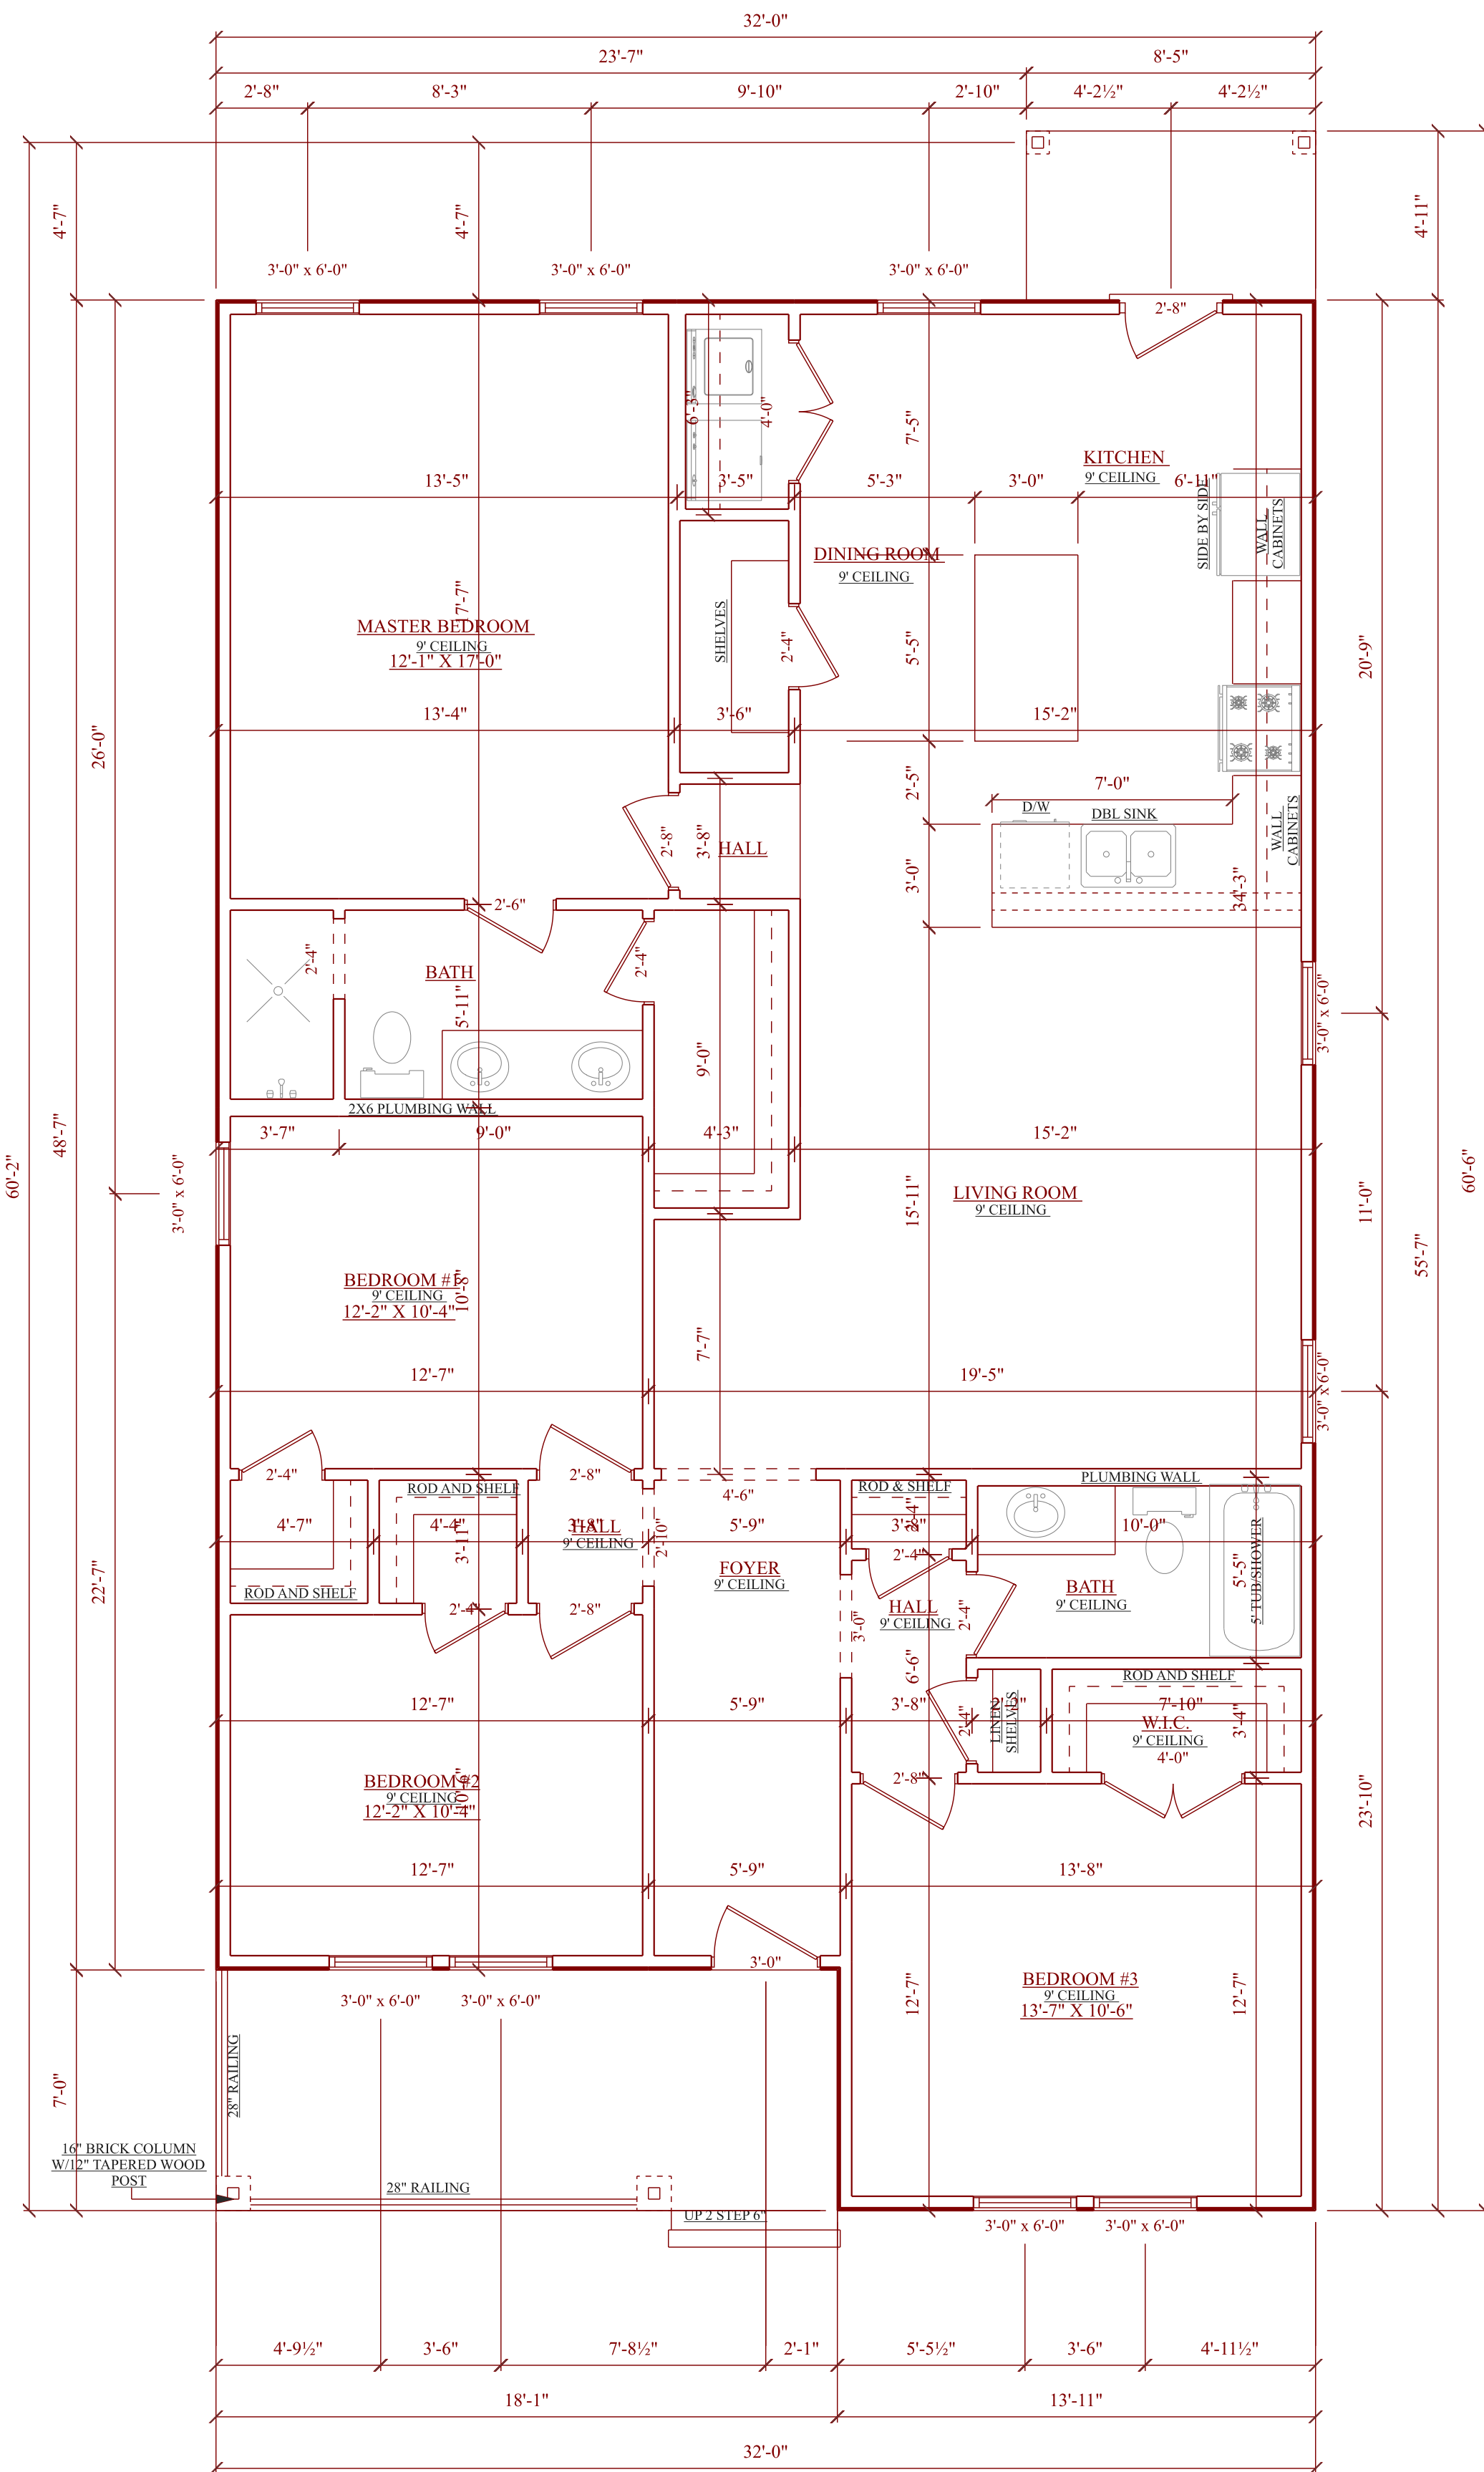 32'-0"
23'-7"
8'-5"
2'-8"
8'-3"
9'-10"
2'-10"
4'-2½"
4'-2½"
4'-7"
4'-7"
4'-11"
3'-0" x 6'-0"
3'-0" x 6'-0"
3'-0" x 6'-0"
2'-8"
6'-3"
4'-0"
7'-5"
KITCHEN
9' CEILING
13'-5"
3'-5"
5'-3"
3'-0"
6'-11"
SIDE BY SIDE
WALL
CABINETS
DINING ROOM
9' CEILING
17'-7"
MASTER BEDROOM
9' CEILING
12'-1" X 17'-0"
SHELVES
2'-4"
5'-5"
20'-9"
26'-0"
13'-4"
3'-6"
15'-2"
2'-5"
7'-0"
D/W
DBL SINK
WALL
CABINETS
2'-8"
3'-8"
HALL
3'-0"
34'-3"
2'-6"
2'-4"
BATH
2'-4"
5'-11"
9'-0"
3'-0" x 6'-0"
2X6 PLUMBING WALL
48'-7"
3'-7"
9'-0"
4'-3"
15'-2"
60'-2"
3'-0" x 6'-0"
15'-11"
LIVING ROOM
9' CEILING
11'-0"
55'-7"
60'-6"
BEDROOM #1
9' CEILING
12'-2" X 10'-4"
10'-8"
7'-7"
12'-7"
19'-5"
3'-0" x 6'-0"
2'-4"
ROD AND SHELF
2'-8"
4'-6"
ROD & SHELF
PLUMBING WALL
4'-7"
4'-4"
3'-11"
3'-8"
HALL
9' CEILING
2'-10"
5'-9"
3'-8"
2'-4"
2'-4"
10'-0"
FOYER
9' CEILING
22'-7"
ROD AND SHELF
2'-4"
2'-8"
HALL
9' CEILING
3'-0"
2'-4"
BATH
9' CEILING
5'-5"
5' TUB/SHOWER
6'-6"
ROD AND SHELF
12'-7"
5'-9"
3'-8"
2'-4"
LINEN
SHELVES
2'-2"
7'-10"
W.I.C.
9' CEILING
4'-0"
3'-4"
2'-8"
BEDROOM #2
9' CEILING
12'-2" X 10'-4"
10'-6"
23'-10"
12'-7"
5'-9"
13'-8"
3'-0"
BEDROOM #3
9' CEILING
13'-7" X 10'-6"
12'-7"
12'-7"
3'-0" x 6'-0"
3'-0" x 6'-0"
28" RAILING
7'-0"
16" BRICK COLUMN
W/12" TAPERED WOOD
POST
28" RAILING
UP 2 STEP 6"
3'-0" x 6'-0"
3'-0" x 6'-0"
4'-9½"
3'-6"
7'-8½"
2'-1"
5'-5½"
3'-6"
4'-11½"
18'-1"
13'-11"
32'-0"